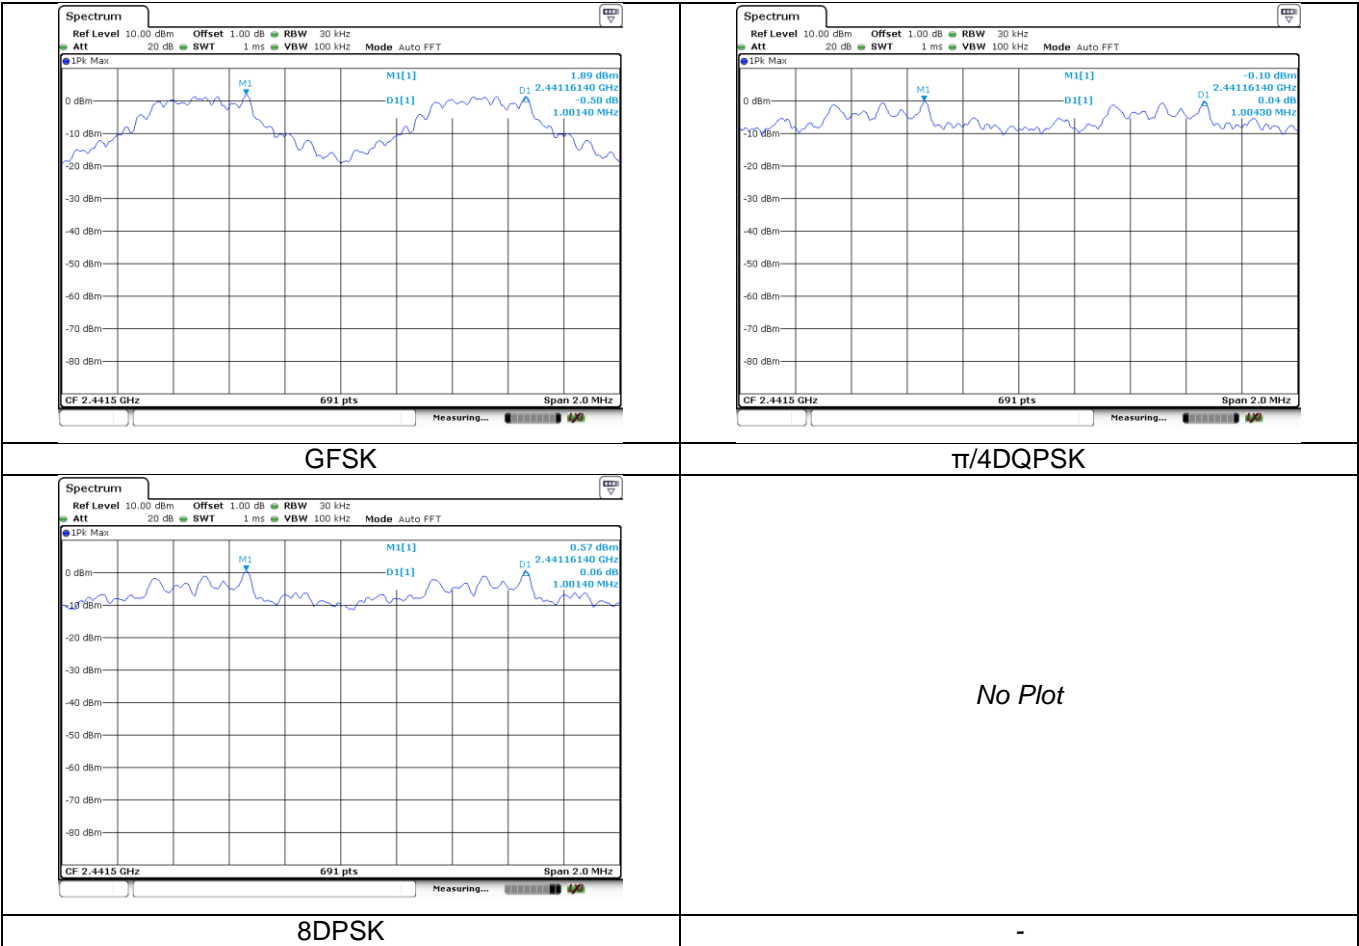 Spectrum
Ref Level 10.00 dBm Offset 1.00 dB RBW 30 kHz
Att 20 dB SWT 1 ms VBW 100 kHz Mode Auto FFT
1Pk Max
M1[1] 1.89 dBm
2.44116140 GHz
D1[1] -0.50 dB
1.00140 MHz
M1
D1
0 dBm
-10 dBm
-20 dBm
-30 dBm
-40 dBm
-50 dBm
-60 dBm
-70 dBm
-80 dBm
CF 2.4415 GHz 691 pts Span 2.0 MHz
Measuring...
GFSK
Spectrum
Ref Level 10.00 dBm Offset 1.00 dB RBW 30 kHz
Att 20 dB SWT 1 ms VBW 100 kHz Mode Auto FFT
1Pk Max
M1[1] -0.10 dBm
2.44116140 GHz
D1[1] 0.04 dB
1.00430 MHz
M1
D1
0 dBm
-10 dBm
-20 dBm
-30 dBm
-40 dBm
-50 dBm
-60 dBm
-70 dBm
-80 dBm
CF 2.4415 GHz 691 pts Span 2.0 MHz
Measuring...
π/4DQPSK
Spectrum
Ref Level 10.00 dBm Offset 1.00 dB RBW 30 kHz
Att 20 dB SWT 1 ms VBW 100 kHz Mode Auto FFT
1Pk Max
M1[1] 0.57 dBm
2.44116140 GHz
D1[1] 0.06 dB
1.00140 MHz
M1
D1
0 dBm
-10 dBm
-20 dBm
-30 dBm
-40 dBm
-50 dBm
-60 dBm
-70 dBm
-80 dBm
CF 2.4415 GHz 691 pts Span 2.0 MHz
Measuring...
8DPSK
No Plot
-